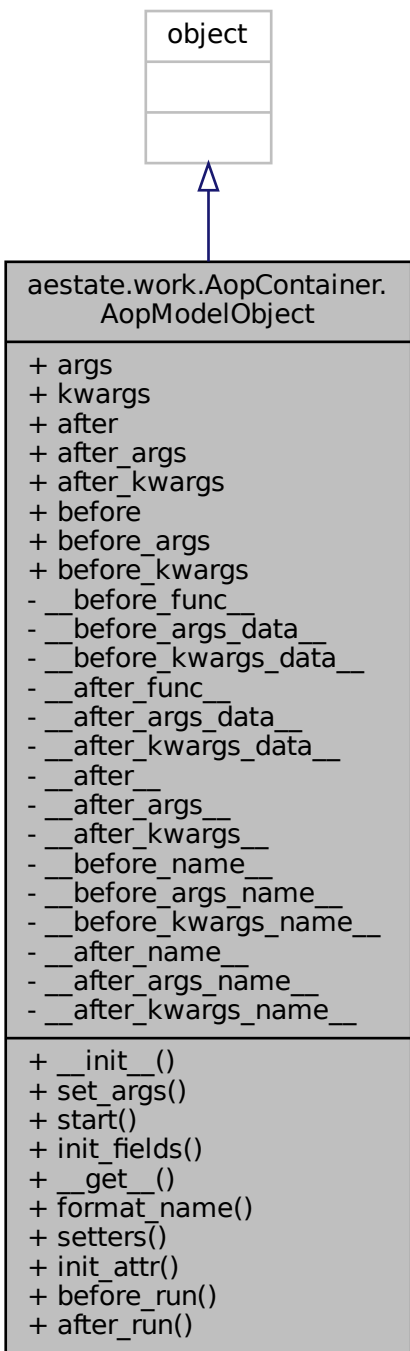 object
aestate.work.AopContainer.
AopModelObject
+ args
+ kwargs
+ after
+ after_args
+ after_kwargs
+ before
+ before_args
+ before_kwargs
- __before_func__
- __before_args_data__
- __before_kwargs_data__
- __after_func__
- __after_args_data__
- __after_kwargs_data__
- __after__
- __after_args__
- __after_kwargs__
- __before_name__
- __before_args_name__
- __before_kwargs_name__
- __after_name__
- __after_args_name__
- __after_kwargs_name__
+ __init__()
+ set_args()
+ start()
+ init_fields()
+ __get__()
+ format_name()
+ setters()
+ init_attr()
+ before_run()
+ after_run()